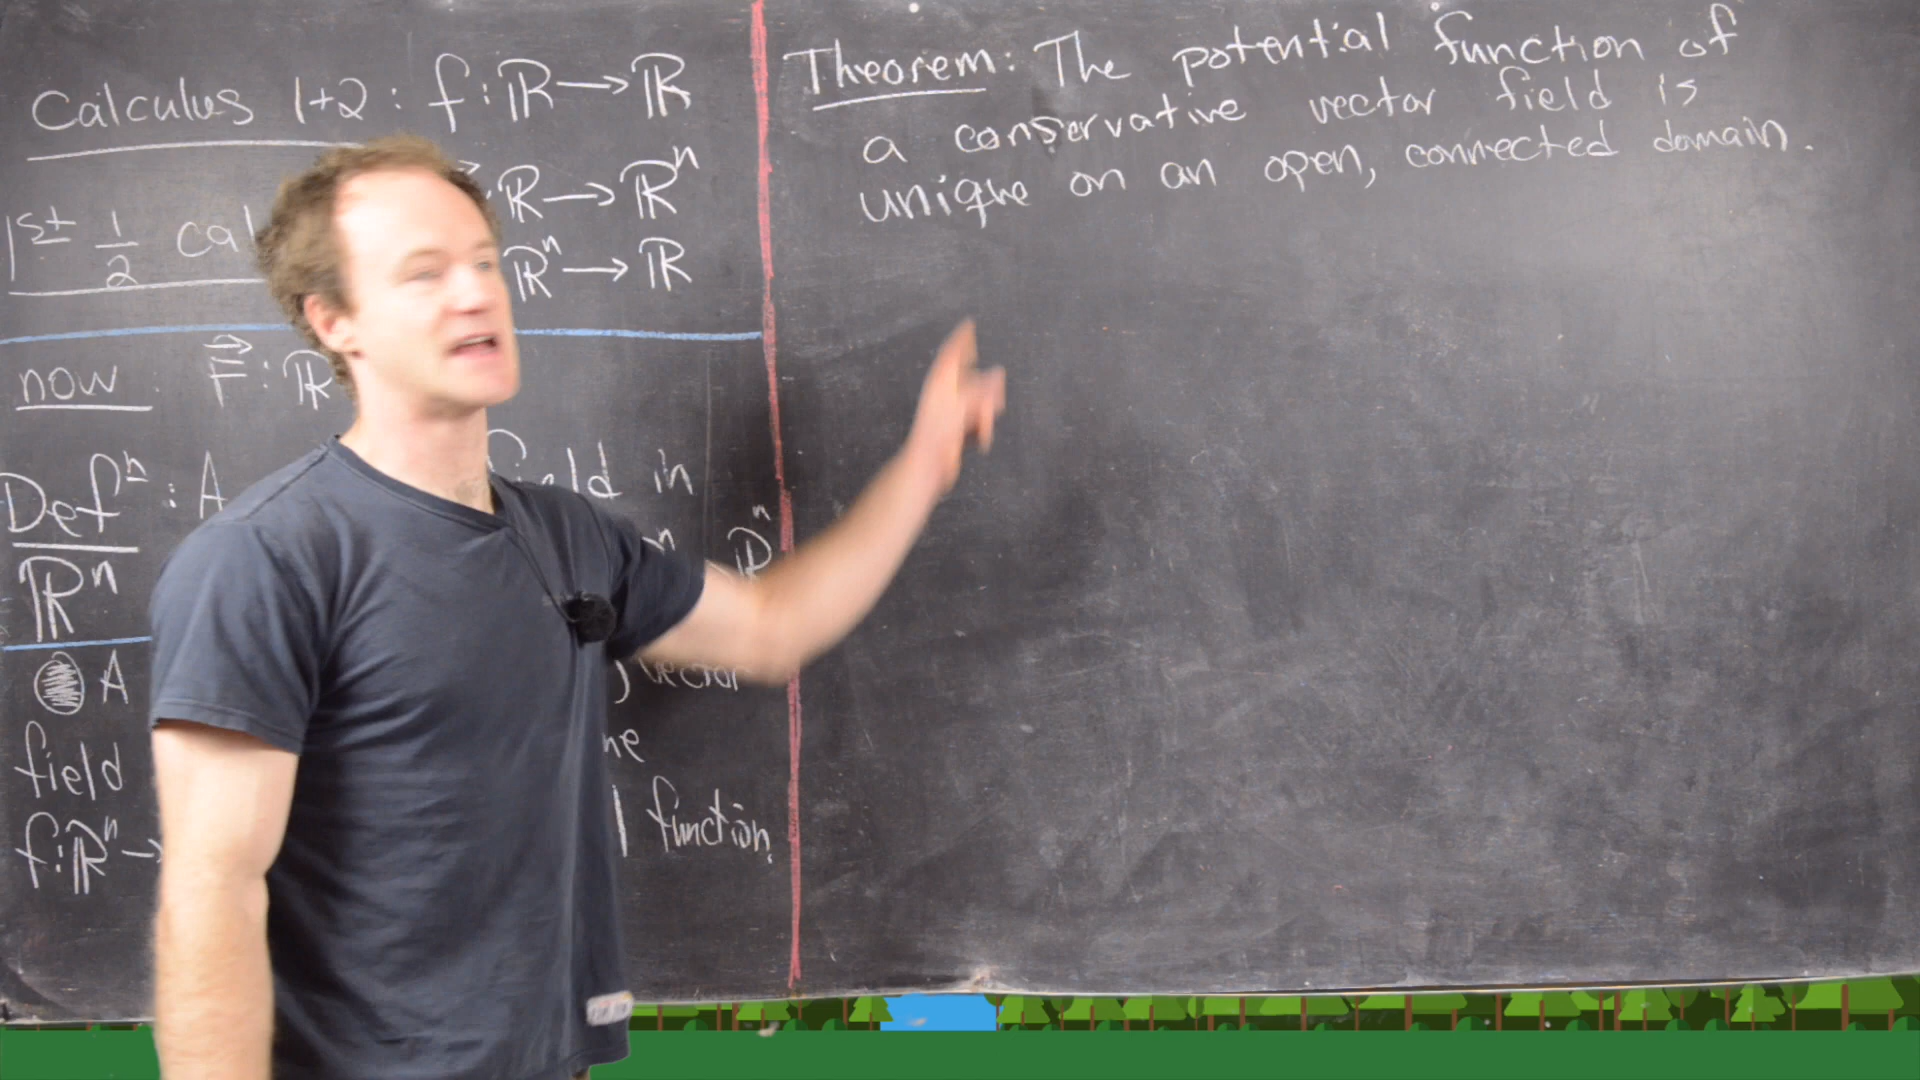 Calculus 1+2 : f : ℝ → ℝ
1st 1/2 cal
ℝ → ℝⁿ
ℝⁿ → ℝ
now : F⃗ : ℝ
Defⁿ : A field in
ℝⁿ ℝⁿ
A vector
field
f : ℝⁿ → function.
Theorem: The potential function of
a conservative vector field is
unique on an open, connected domain.